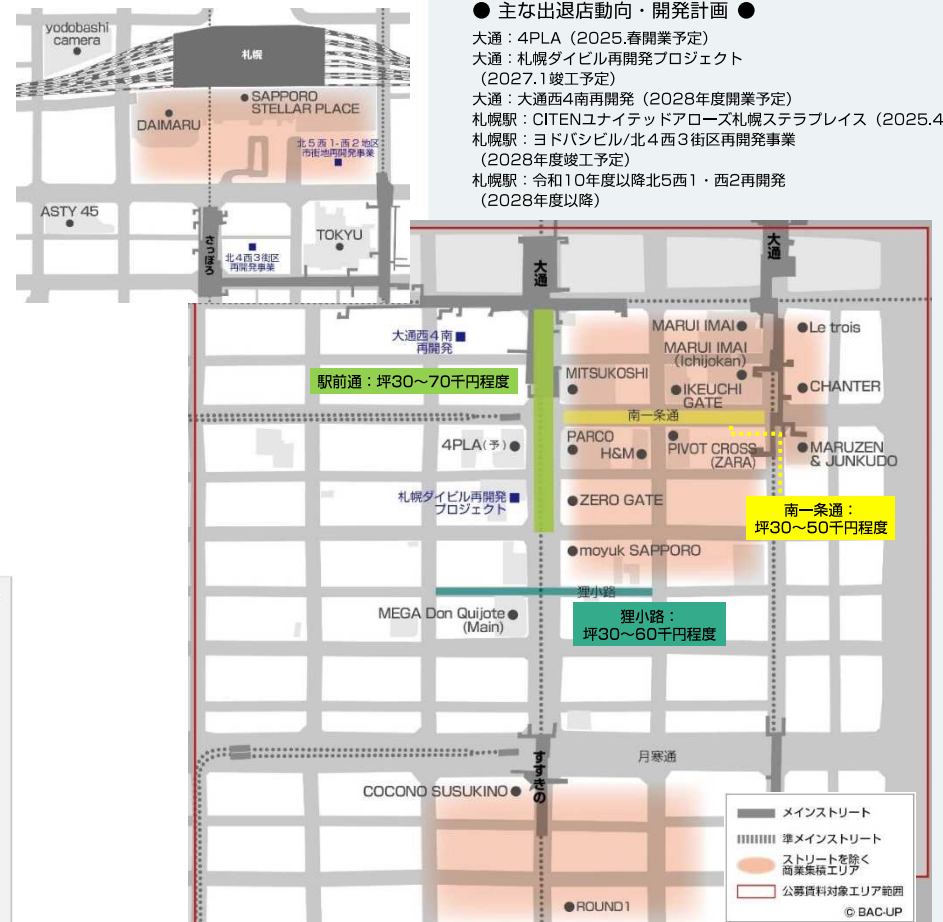 ● 主な出退店動向・開発計画 ●
大通：4PLA（2025.春開業予定）
大通：札幌ダイビル再開発プロジェクト
（2027.1竣工予定）
大通：大通西4南再開発（2028年度開業予定）
札幌駅：CITENユナイテッドアローズ札幌ステラプレイス（2025.4
札幌駅：ヨドバシビル/北4西3街区再開発事業
（2028年度竣工予定）
札幌駅：令和10年度以降北5西1・西2再開発
（2028年度以降）
yodobashi
camera
札幌
SAPPORO
STELLAR PLACE
DAIMARU
北5西1・西2地区
市街地再開発事業
ASTY 45
さっぽろ
北4西3街区
再開発事業
TOKYU
大通
大通
大通西4南
再開発
MARUI IMAI
Le trois
MARUI IMAI
(Ichijokan)
駅前通：坪30～70千円程度
MITSUKOSHI
IKEUCHI
GATE
CHANTER
南一条通
4PLA(予)
PARCO
H&M
PIVOT CROSS
(ZARA)
MARUZEN
& JUNKUDO
札幌ダイビル再開発
プロジェクト
ZERO GATE
南一条通：
坪30～50千円程度
moyuk SAPPORO
狸小路
MEGA Don Quijote
(Main)
狸小路：
坪30～60千円程度
すすきの
月寒通
COCONO SUSUKINO
ROUND1
メインストリート
準メインストリート
ストリートを除く
商業集積エリア
公募賃料対象エリア範囲
© BAC-UP